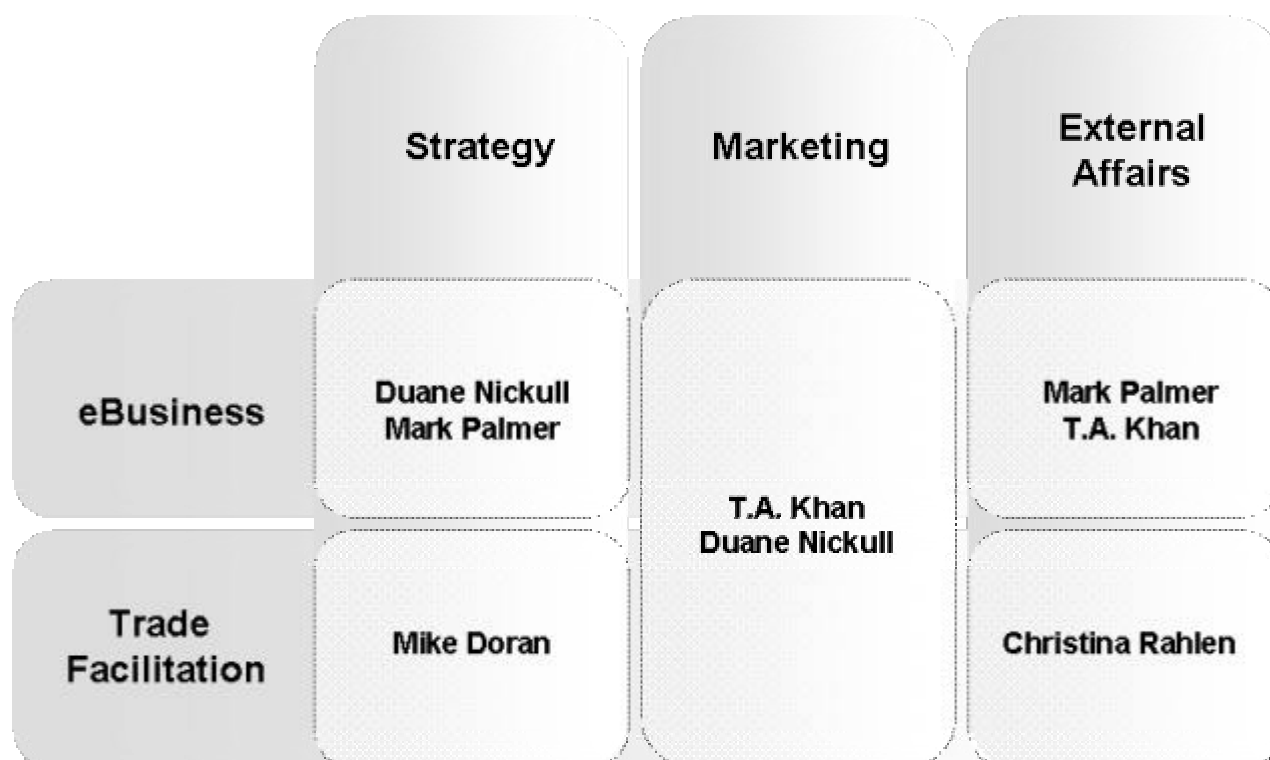 Strategy
Marketing
External
Affairs
eBusiness
Duane Nickull
Mark Palmer
T.A. Khan
Duane Nickull
Mark Palmer
T.A. Khan
Trade
Facilitation
Mike Doran
Christina Rahlen